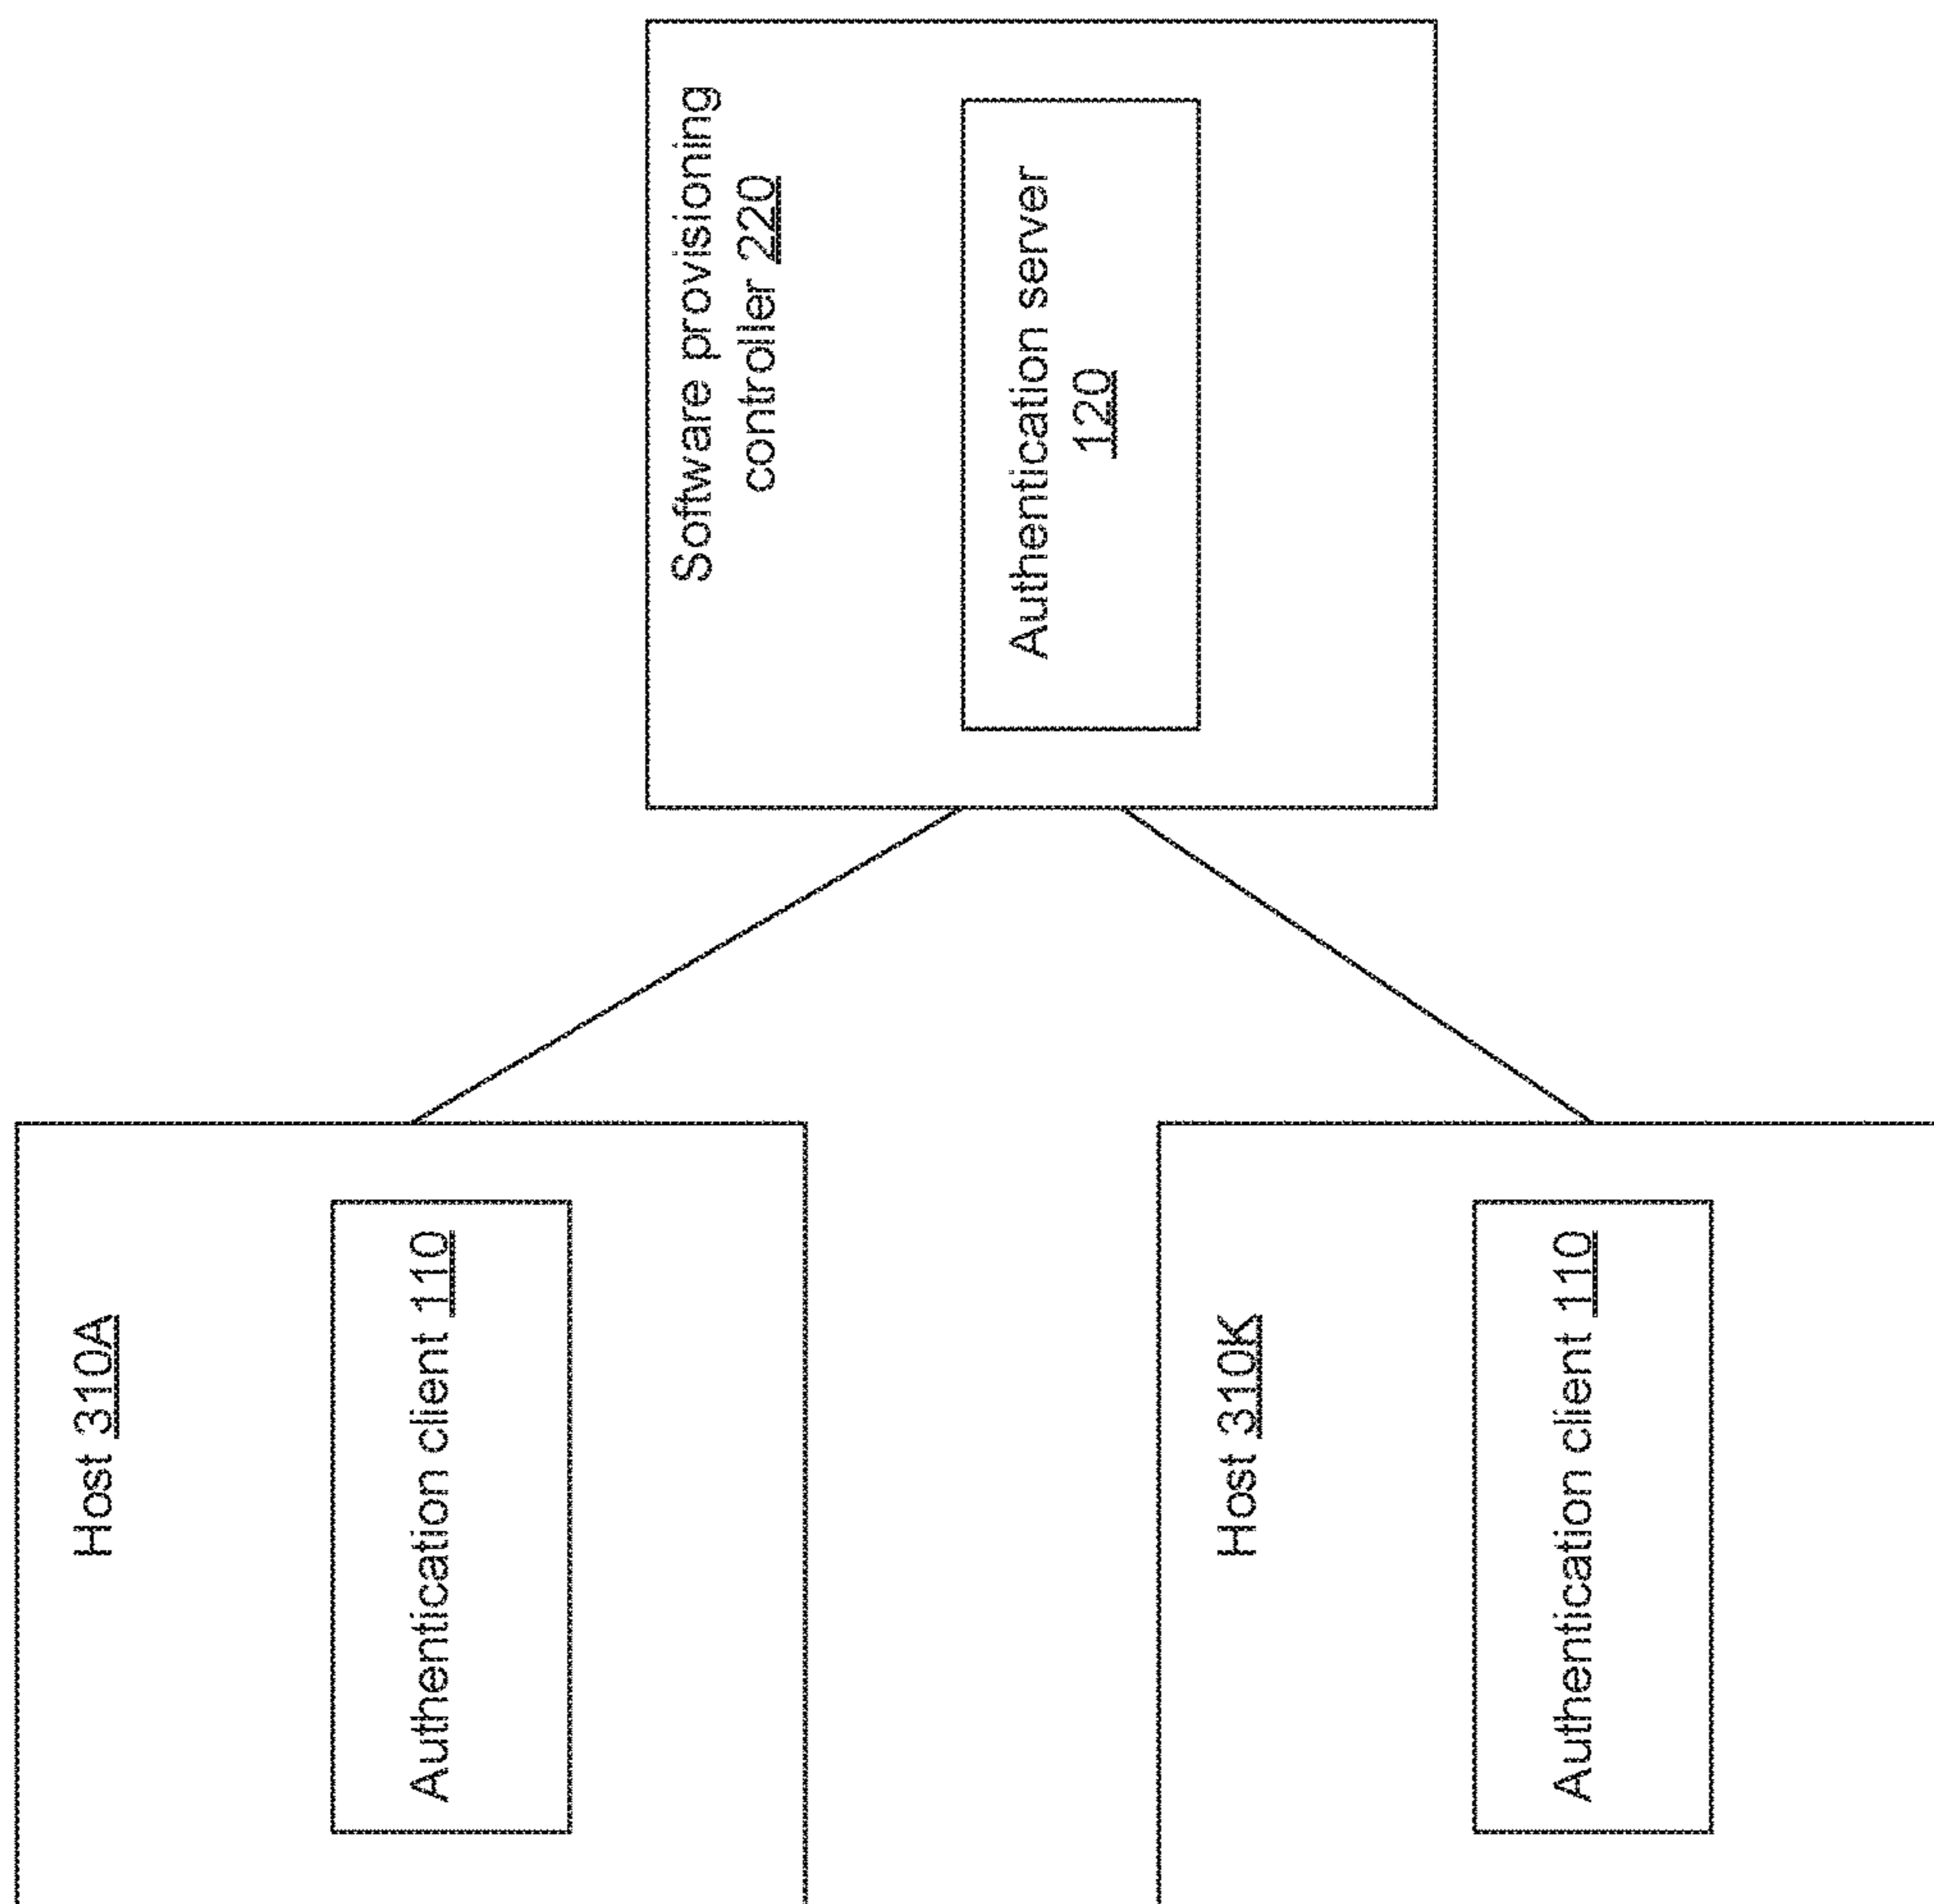 Host 310A
Authentication client 110
Host 310K
Authentication client 110
Software provisioning
controller 220
Authentication server
120